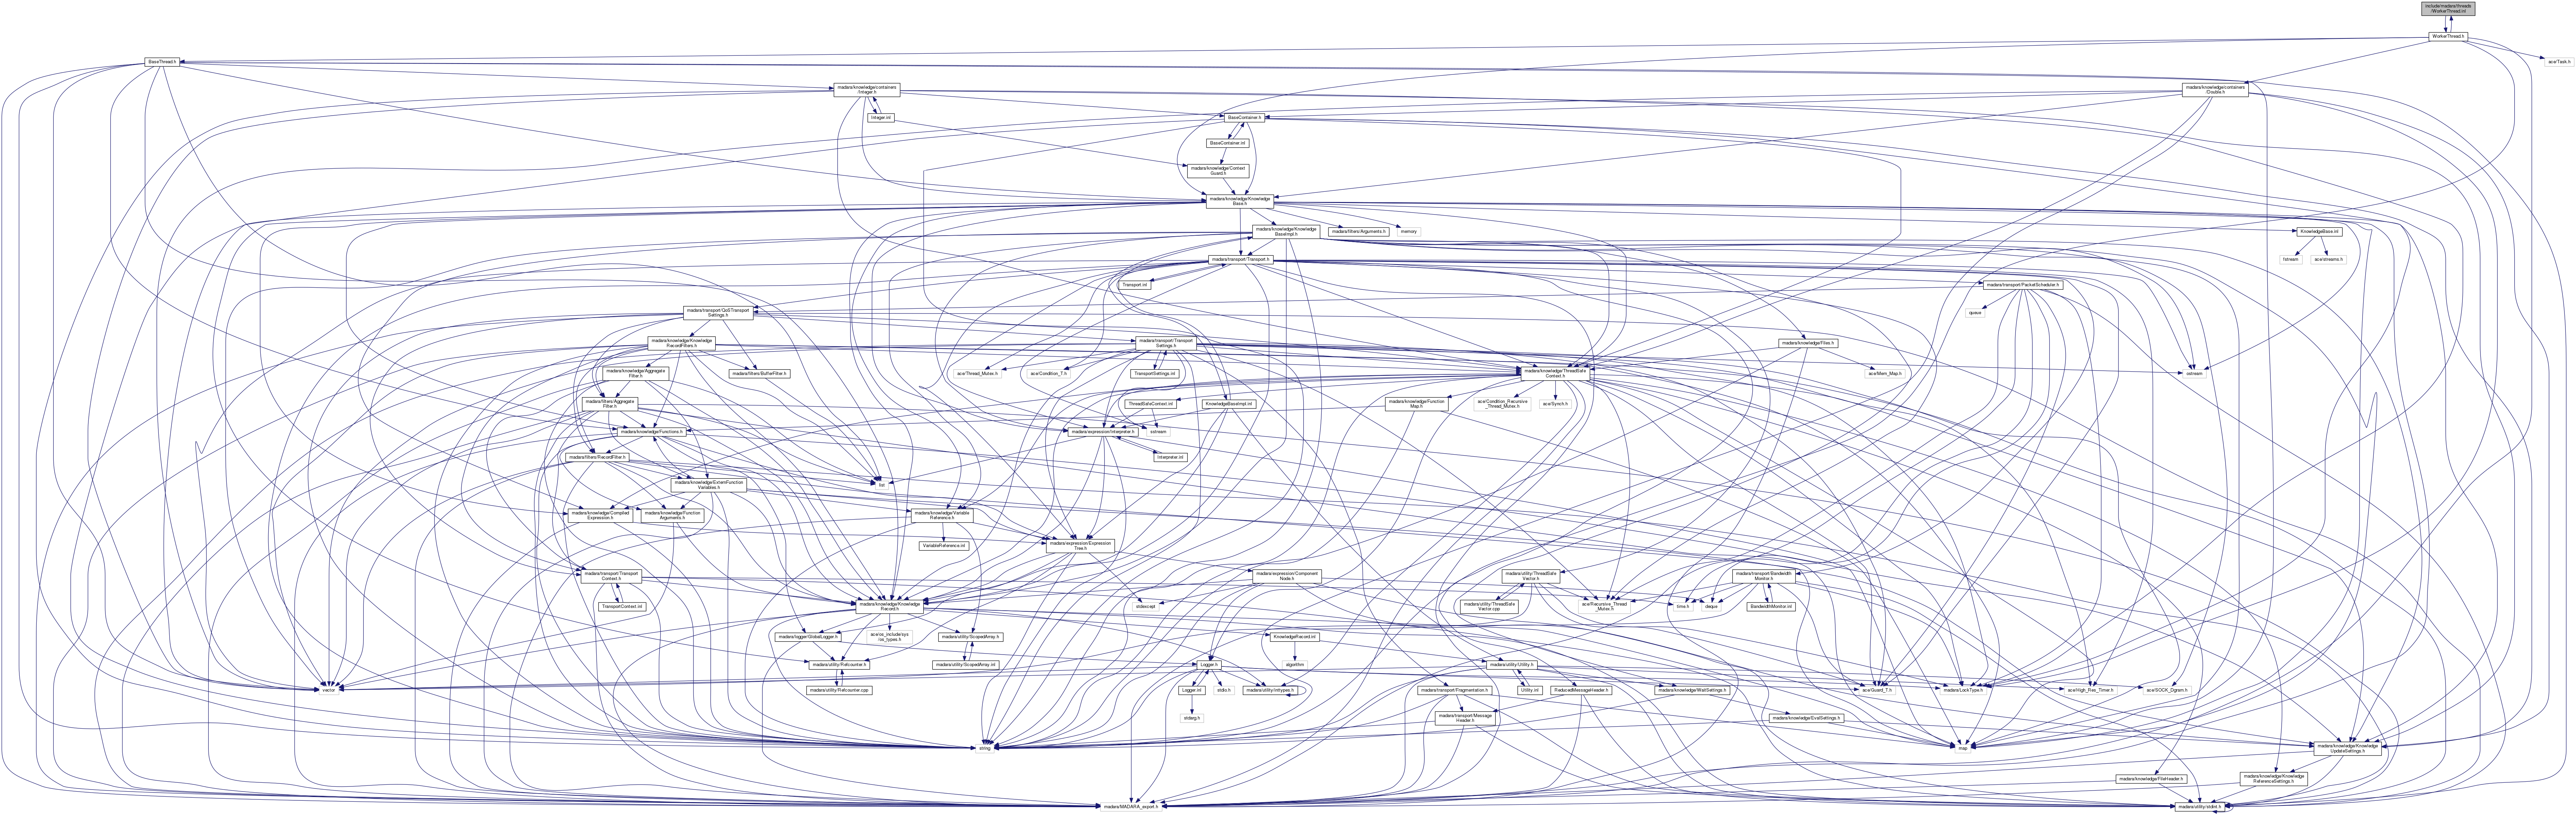 include/madara/threads
/WorkerThread.inl
WorkerThread.h
BaseThread.h
ace/Task.h
madara/knowledge/containers
/Integer.h
madara/knowledge/containers
/Double.h
Integer.inl
BaseContainer.h
BaseContainer.inl
madara/knowledge/Context
Guard.h
madara/knowledge/Knowledge
Base.h
madara/knowledge/Knowledge
BaseImpl.h
madara/filters/Arguments.h
memory
KnowledgeBase.inl
madara/transport/Transport.h
fstream
ace/streams.h
Transport.inl
madara/transport/PacketScheduler.h
madara/transport/QoSTransport
Settings.h
queue
madara/knowledge/Knowledge
RecordFilters.h
madara/transport/Transport
Settings.h
madara/knowledge/Files.h
madara/knowledge/Aggregate
Filter.h
madara/filters/BufferFilter.h
ace/Thread_Mutex.h
ace/Condition_T.h
TransportSettings.inl
madara/knowledge/ThreadSafe
Context.h
ace/Mem_Map.h
ostream
madara/filters/Aggregate
Filter.h
ThreadSafeContext.inl
KnowledgeBaseImpl.inl
madara/knowledge/Function
Map.h
ace/Condition_Recursive
_Thread_Mutex.h
ace/Synch.h
madara/knowledge/Functions.h
madara/expression/Interpreter.h
sstream
madara/filters/RecordFilter.h
Interpreter.inl
madara/knowledge/ExternFunction
Variables.h
list
madara/knowledge/Compiled
Expression.h
madara/knowledge/Function
Arguments.h
madara/knowledge/Variable
Reference.h
VariableReference.inl
madara/expression/Expression
Tree.h
madara/transport/Transport
Context.h
madara/expression/Component
Node.h
madara/utility/ThreadSafe
Vector.h
madara/transport/Bandwidth
Monitor.h
TransportContext.inl
madara/knowledge/Knowledge
Record.h
stdexcept
madara/utility/ThreadSafe
Vector.cpp
ace/Recursive_Thread
_Mutex.h
time.h
deque
BandwidthMonitor.inl
madara/logger/GlobalLogger.h
ace/os_include/sys
/os_types.h
madara/utility/ScopedArray.h
KnowledgeRecord.inl
madara/utility/Refcounter.h
madara/utility/ScopedArray.inl
algorithm
Logger.h
madara/utility/Utility.h
vector
madara/utility/Refcounter.cpp
Logger.inl
stdio.h
madara/utility/IntTypes.h
madara/transport/Fragmentation.h
Utility.inl
ReducedMessageHeader.h
madara/knowledge/WaitSettings.h
ace/Guard_T.h
madara/LockType.h
ace/High_Res_Timer.h
ace/SOCK_Dgram.h
stdarg.h
madara/transport/Message
Header.h
madara/knowledge/EvalSettings.h
string
map
madara/knowledge/Knowledge
UpdateSettings.h
madara/knowledge/FileHeader.h
madara/knowledge/Knowledge
ReferenceSettings.h
madara/MADARA_export.h
madara/utility/stdint.h